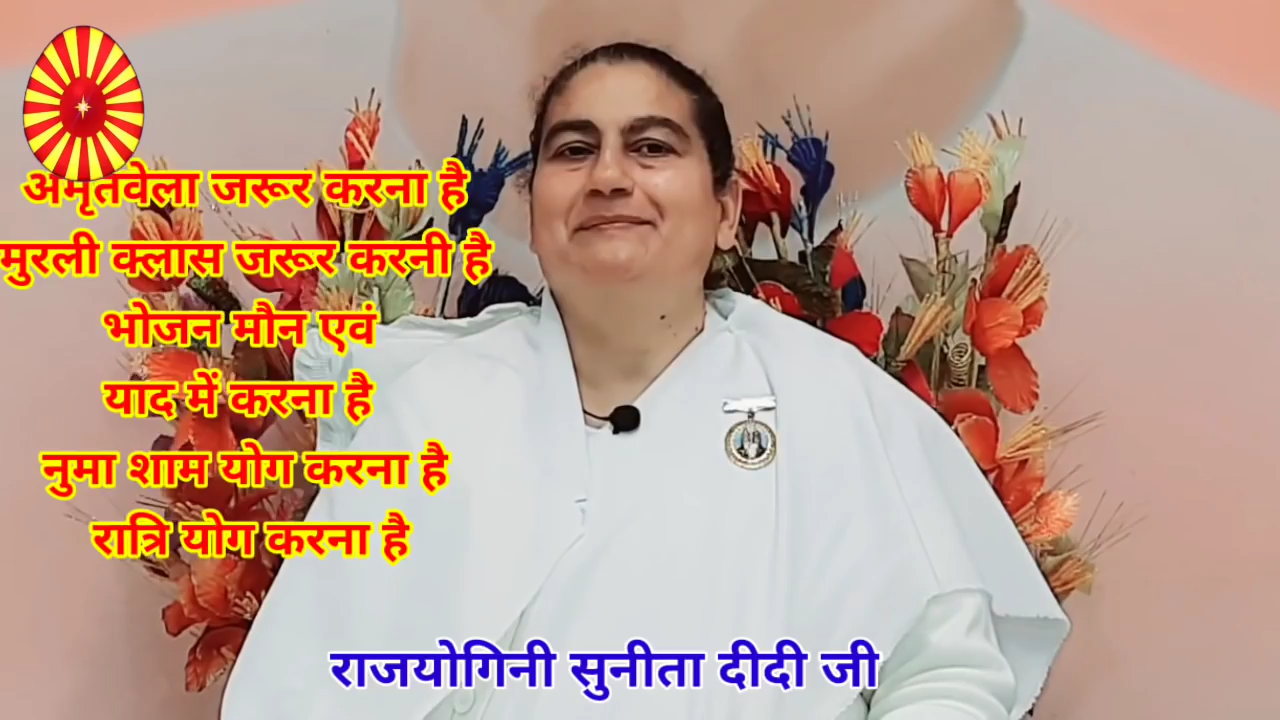 अमृतवेला जरूर करना है
मुरली क्लास जरूर करनी है
भोजन मौन एवं
याद में करना है
नुमा शाम योग करना है
रात्रि योग करना है
राजयोगिनी सुनीता दीदी जी